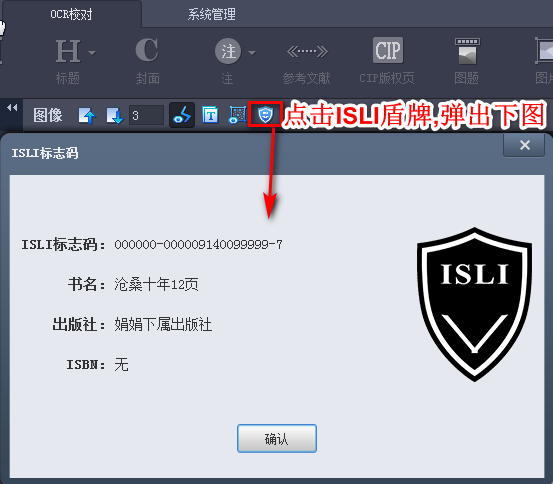 OCR校对 系统管理
H C 注 CIP
标题 封面 注 参考文献 CIP版权页 图题 图片
图像 3 T 点击ISLI盾牌,弹出下图
ISLI标志码
ISLI标志码：000000-000009140099999-7
书名：沧桑十年12页
出版社：娟娟下属出版社
ISBN：无
ISLI
确认